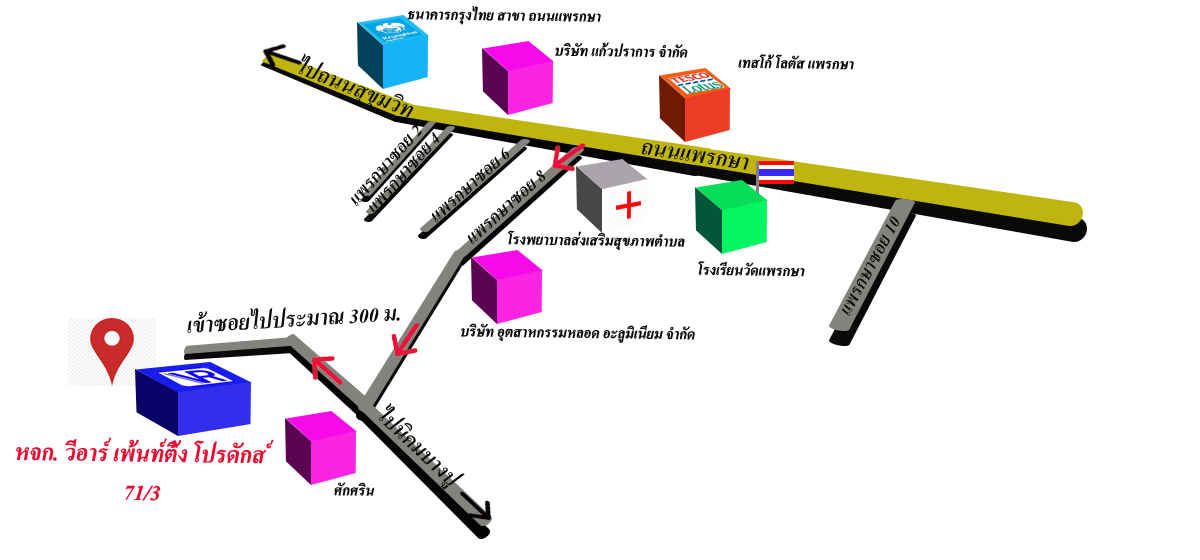 ธนาคารกรุงไทย สาขา ถนนแพรกษา
Krungthai
บริษัท แก้วปราการ จำกัด
เทสโก้ โลตัส แพรกษา
TESCO
Lotus
ไปถนนสุขุมวิท
ถนนแพรกษา
แพรกษาซอย 2
แพรกษาซอย 4
แพรกษาซอย 6
แพรกษาซอย 8
แพรกษาซอย 10
โรงพยาบาลส่งเสริมสุขภาพตำบล
โรงเรียนวัดแพรกษา
บริษัท อุตสาหกรรมหลอด อะลูมิเนียม จำกัด
เข้าซอยไปประมาณ 300 ม.
ไปนิคมบางปู
หจก. วีอาร์ เพ้นท์ติ้ง โปรดักส์
71/3
ศักศริน